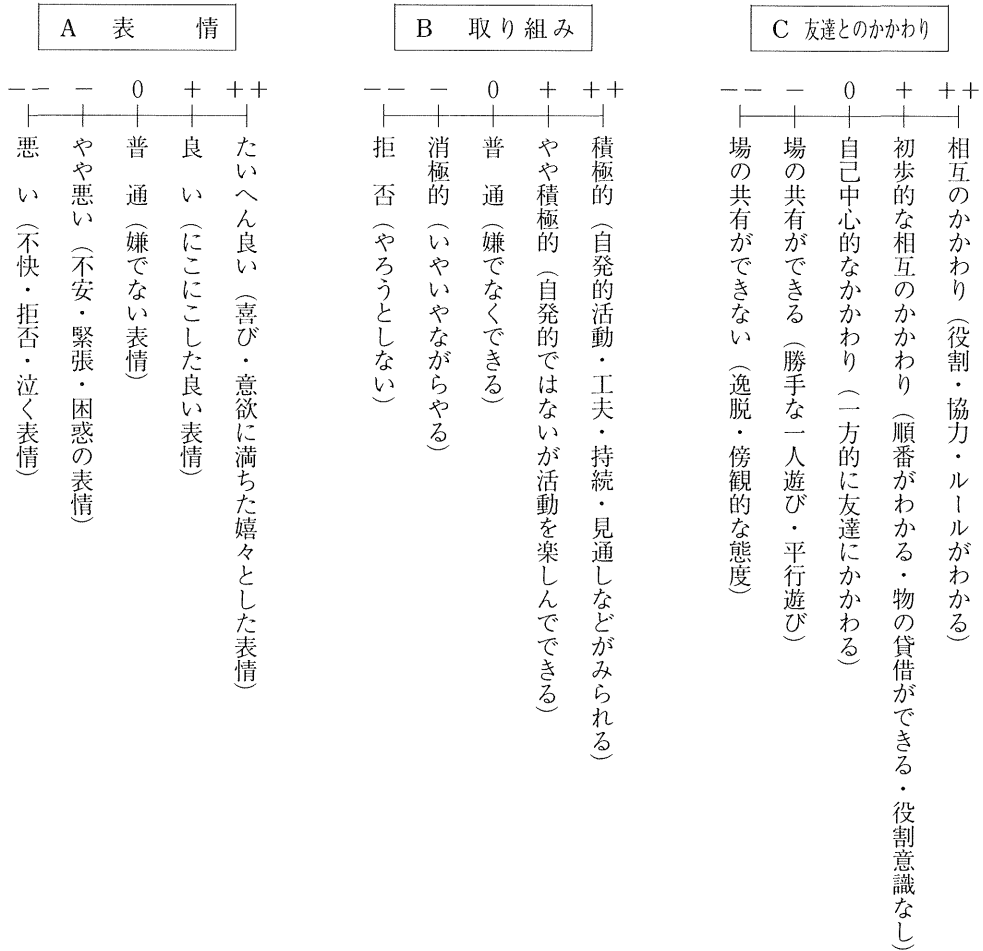 A 表 情
-- - 0 + ++
悪 い（不快・拒否・泣く表情）
やや悪い（不安・緊張・困惑の表情）
普 通（嫌でない表情）
良 い（にこにこした良い表情）
たいへん良い（喜び・意欲に満ちた嬉々とした表情）
B 取り組み
-- - 0 + ++
拒 否（やろうとしない）
消極的（いやいやながらやる）
普 通（嫌でなくできる）
やや積極的（自発的ではないが活動を楽しんでできる）
積極的（自発的活動・工夫・持続・見通しなどがみられる）
C 友達とのかかわり
-- - 0 + ++
場の共有ができない（逸脱・傍観的な態度）
場の共有ができる（勝手な一人遊び・平行遊び）
自己中心的なかかわり（一方的に友達にかかわる）
初歩的な相互のかかわり（順番がわかる・物の貸借ができる・役割意識なし）
相互のかかわり（役割・協力・ルールがわかる）